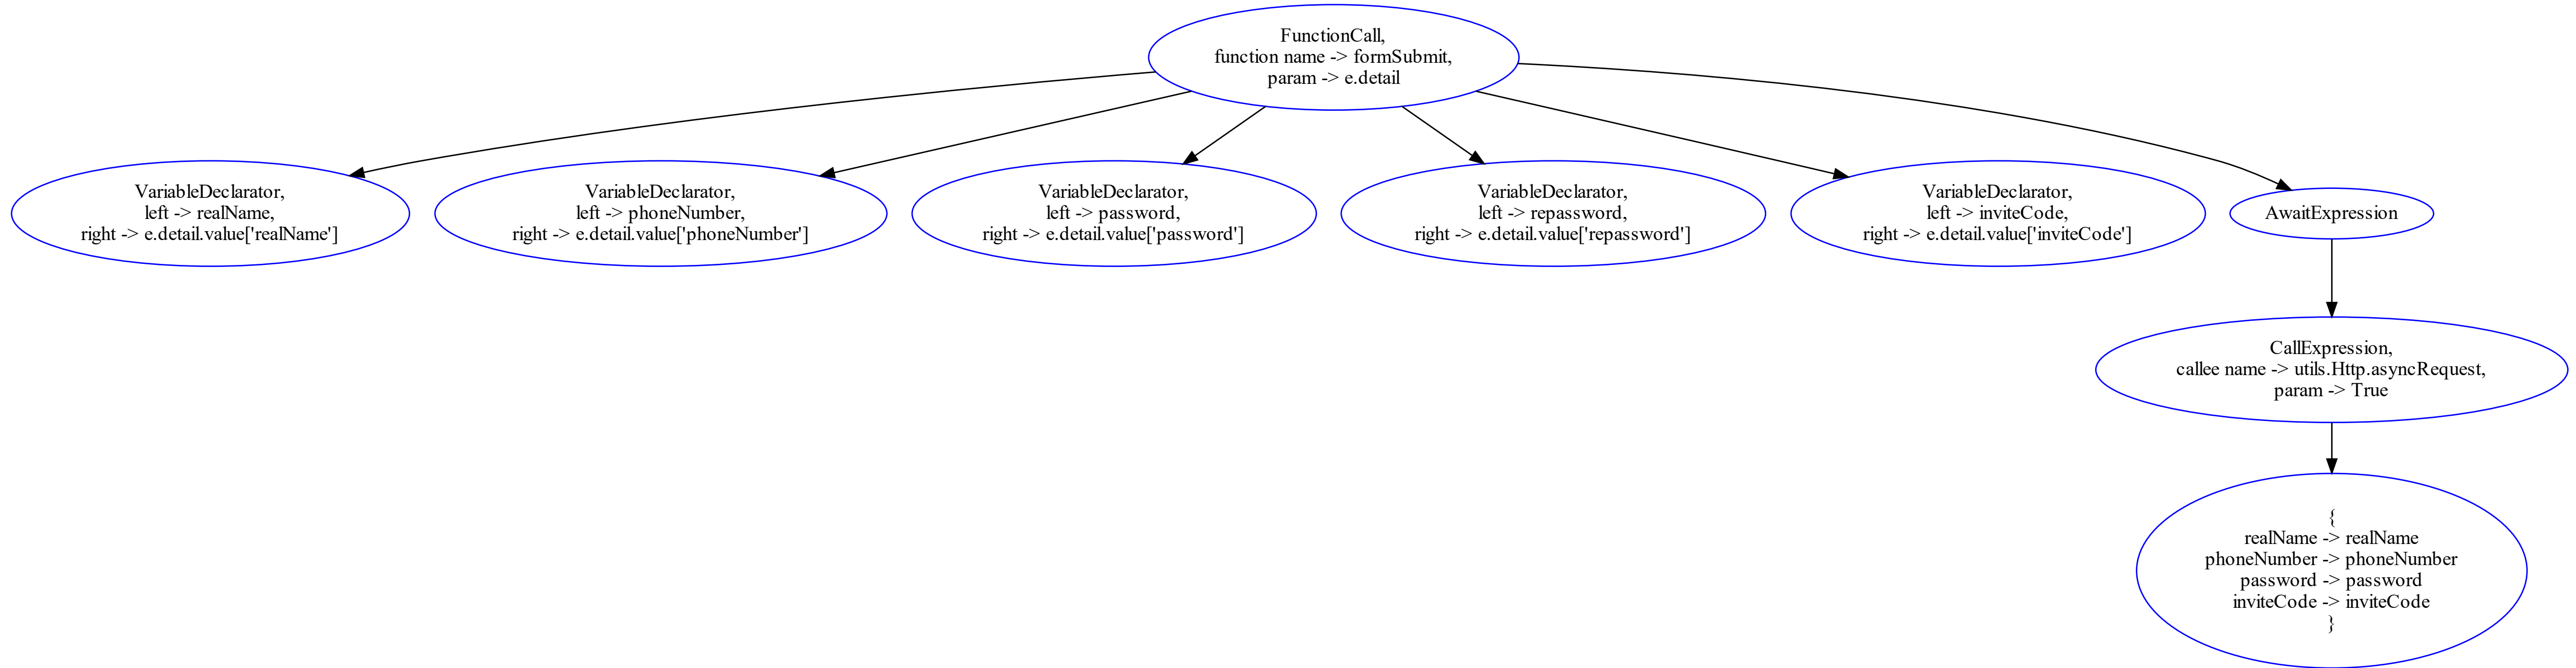 FunctionCall,
function name -> formSubmit,
param -> e.detail
VariableDeclarator,
left -> realName,
right -> e.detail.value['realName']
VariableDeclarator,
left -> phoneNumber,
right -> e.detail.value['phoneNumber']
VariableDeclarator,
left -> password,
right -> e.detail.value['password']
VariableDeclarator,
left -> repassword,
right -> e.detail.value['repassword']
VariableDeclarator,
left -> inviteCode,
right -> e.detail.value['inviteCode']
AwaitExpression
CallExpression,
callee name -> utils.Http.asyncRequest,
param -> True
{
realName -> realName
phoneNumber -> phoneNumber
password -> password
inviteCode -> inviteCode
}